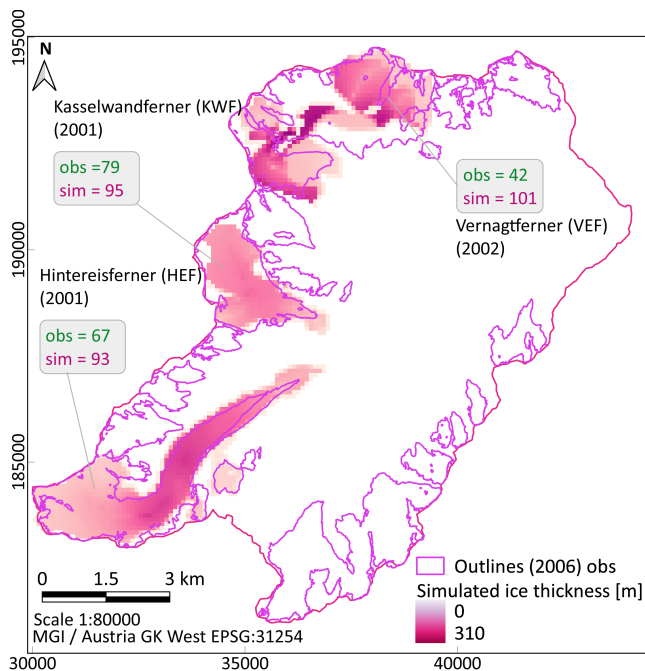 195000
N
Kasselwandferner (KWF)
(2001)
obs =79
sim = 95
obs = 42
sim = 101
Vernagtferner (VEF)
(2002)
190000
Hintereisferner (HEF)
(2001)
obs = 67
sim = 93
185000
Outlines (2006) obs
Simulated ice thickness [m]
0
310
0 1.5 3 km
Scale 1:80000
MGI / Austria GK West EPSG:31254
30000 35000 40000